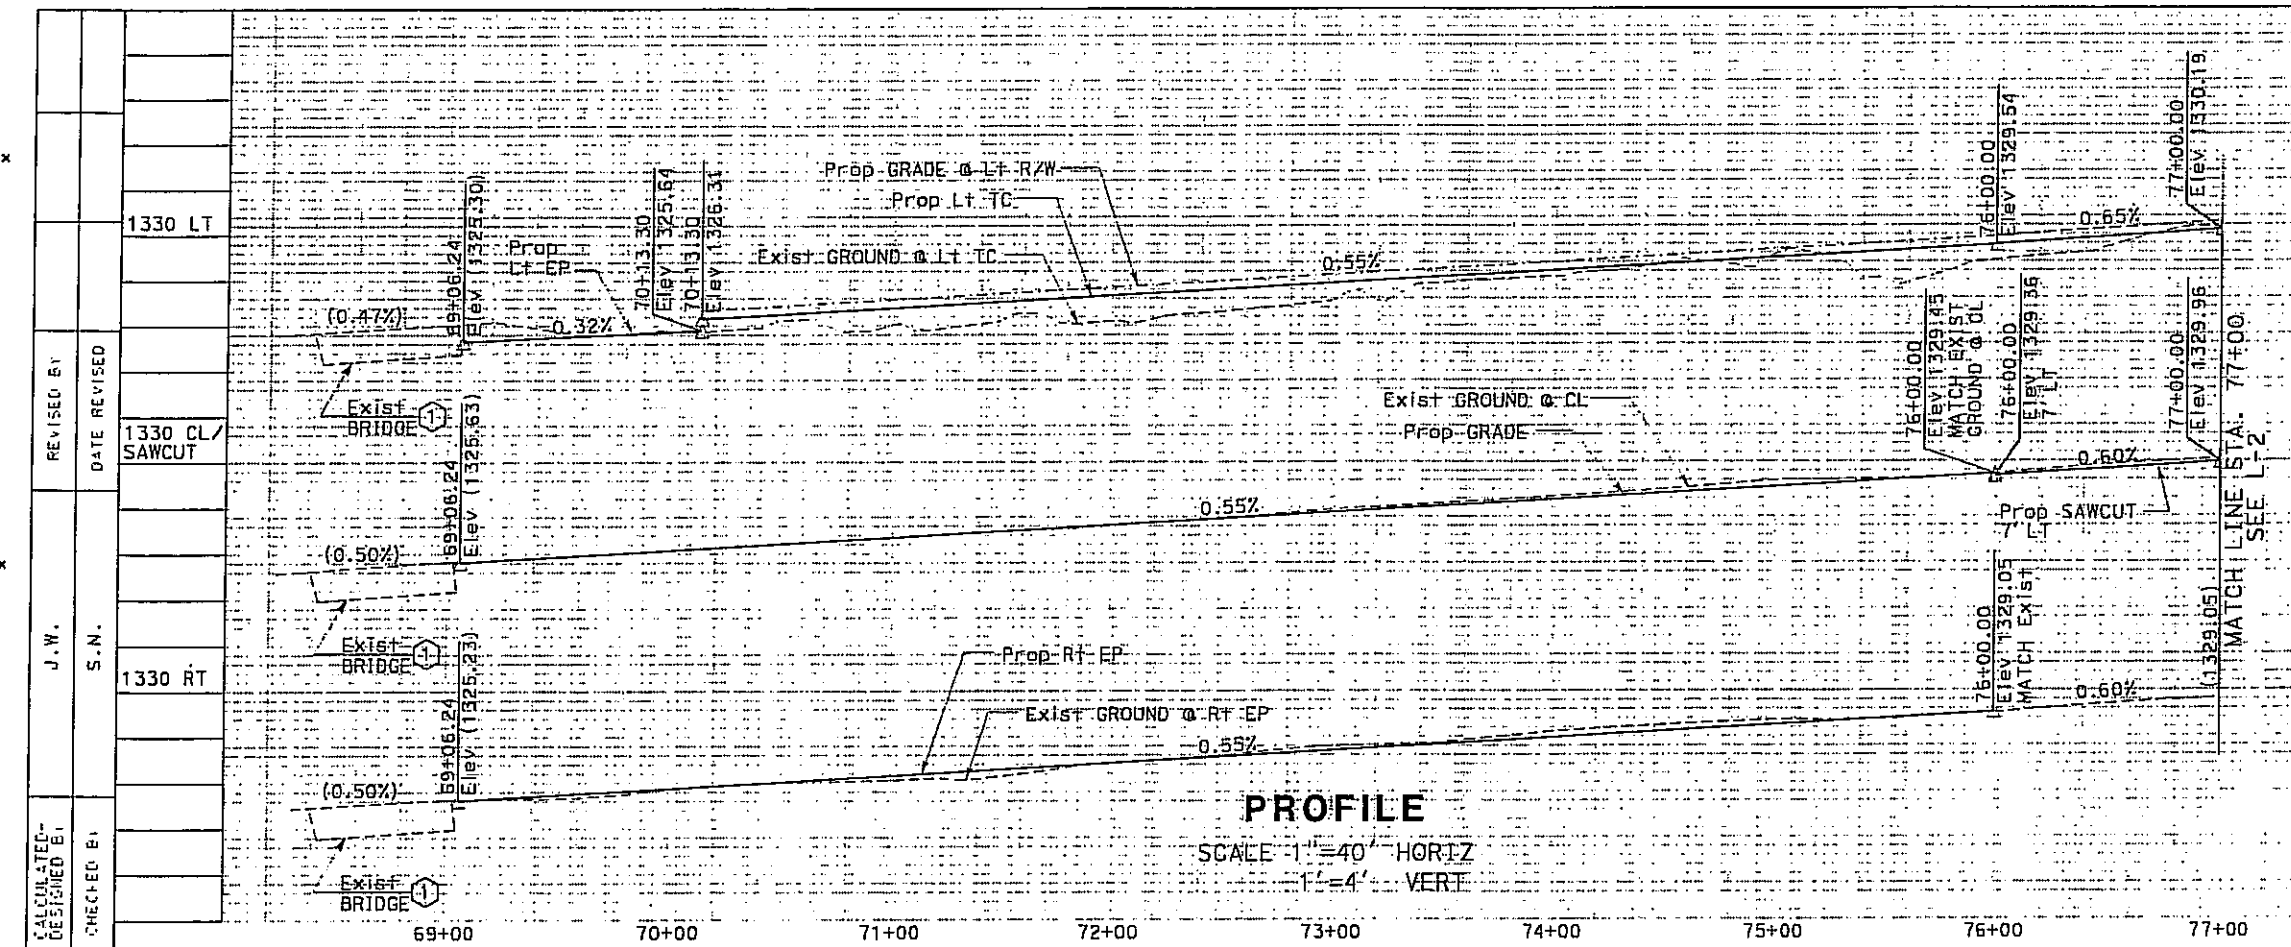 REVISED BY
DATE REVISED
J.W.
S.N.
CALCULATED-
DESIGNED BY
CHECKED BY
1330 LT
1330 CL/
SAWCUT
1330 RT
(0.47%)
Exist
BRIDGE 1
69+06.24
Elev (1325.30)
Prop
Lt EP
0.32%
70+13.30
Elev 1325.64
70+13.30
Elev 1326.31
Prop GRADE @ Lt R/W
Prop Lt TC
Exist GROUND @ Lt TC
0.55%
76+00.00
Elev 1329.54
0.65%
77+00.00
Elev 1330.19
(0.50%)
Exist
BRIDGE 1
69+06.24
Elev (1325.63)
0.55%
Exist GROUND @ CL
Prop GRADE
76+00.00
Elev 1329.45
MATCH EXIST
GROUND @ CL
76+00.00
Elev 1329.36
7' LT
0.60%
77+00.00
Elev 1329.96
Prop SAWCUT
7' LT
MATCH LINE STA. 77+00
SEE L-2
(0.50%)
Exist
BRIDGE 1
69+06.24
Elev (1325.23)
Prop Rt EP
Exist GROUND @ Rt EP
0.55%
76+00.00
Elev 1329.05
MATCH EXIST
0.60%
(1329.05)
PROFILE
SCALE 1"=40' HORIZ
1'=4' VERT
69+00 70+00 71+00 72+00 73+00 74+00 75+00 76+00 77+00
x
x